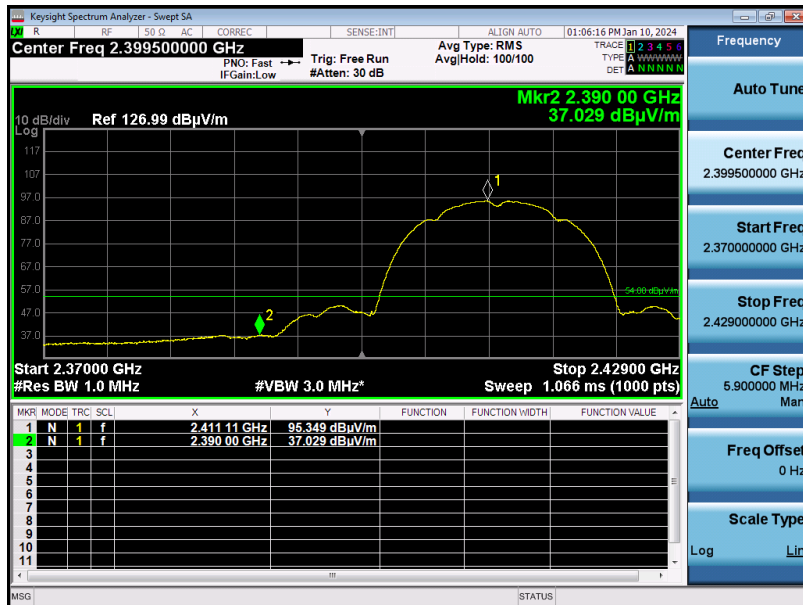 Keysight Spectrum Analyzer - Swept SA
LXI R RF 50 Ω AC CORREC SENSE:INT ALIGN AUTO 01:06:16 PM Jan 10, 2024
Center Freq 2.399500000 GHz
PNO: Fast
IFGain:Low
Trig: Free Run
#Atten: 30 dB
Avg Type: RMS
Avg|Hold: 100/100
TRACE 1 2 3 4 5 6
TYPE A WWWWW
DET A N N N N N
Mkr2 2.390 00 GHz
37.029 dBµV/m
10 dB/div Ref 126.99 dBµV/m
Log
117
107
97.0
87.0
77.0
67.0
57.0
47.0
37.0
1
2
54.00 dBµV/m
Start 2.37000 GHz Stop 2.42900 GHz
#Res BW 1.0 MHz #VBW 3.0 MHz* Sweep 1.066 ms (1000 pts)
MKR MODE TRC SCL X Y FUNCTION FUNCTION WIDTH FUNCTION VALUE
1 N 1 f 2.411 11 GHz 95.349 dBµV/m
2 N 1 f 2.390 00 GHz 37.029 dBµV/m
3
4
5
6
7
8
9
10
11
MSG STATUS
Frequency
Auto Tune
Center Freq
2.399500000 GHz
Start Freq
2.370000000 GHz
Stop Freq
2.429000000 GHz
CF Step
5.900000 MHz
Auto Man
Freq Offset
0 Hz
Scale Type
Log Lin